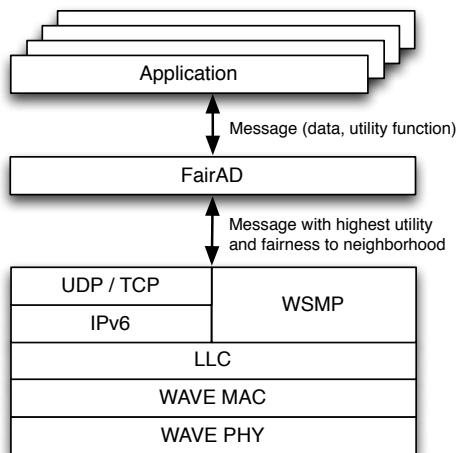 Application
Message (data, utility function)
FairAD
Message with highest utility
and fairness to neighborhood
UDP / TCP
WSMP
IPv6
LLC
WAVE MAC
WAVE PHY